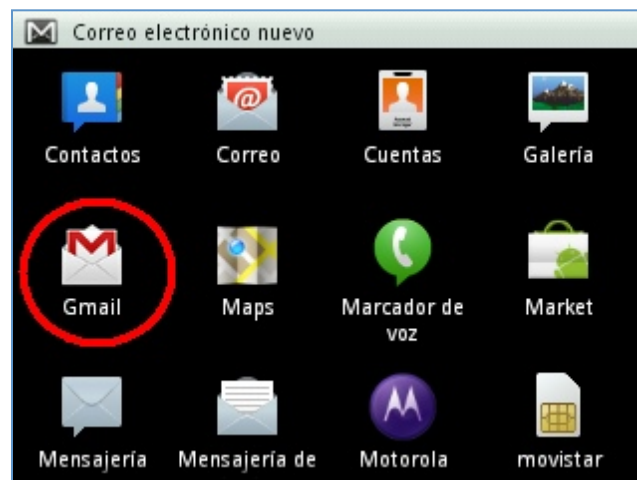 Correo electrónico nuevo
Contactos Correo Cuentas Galería
Gmail Maps Marcador de voz Market
Mensajería Mensajería de Motorola movistar